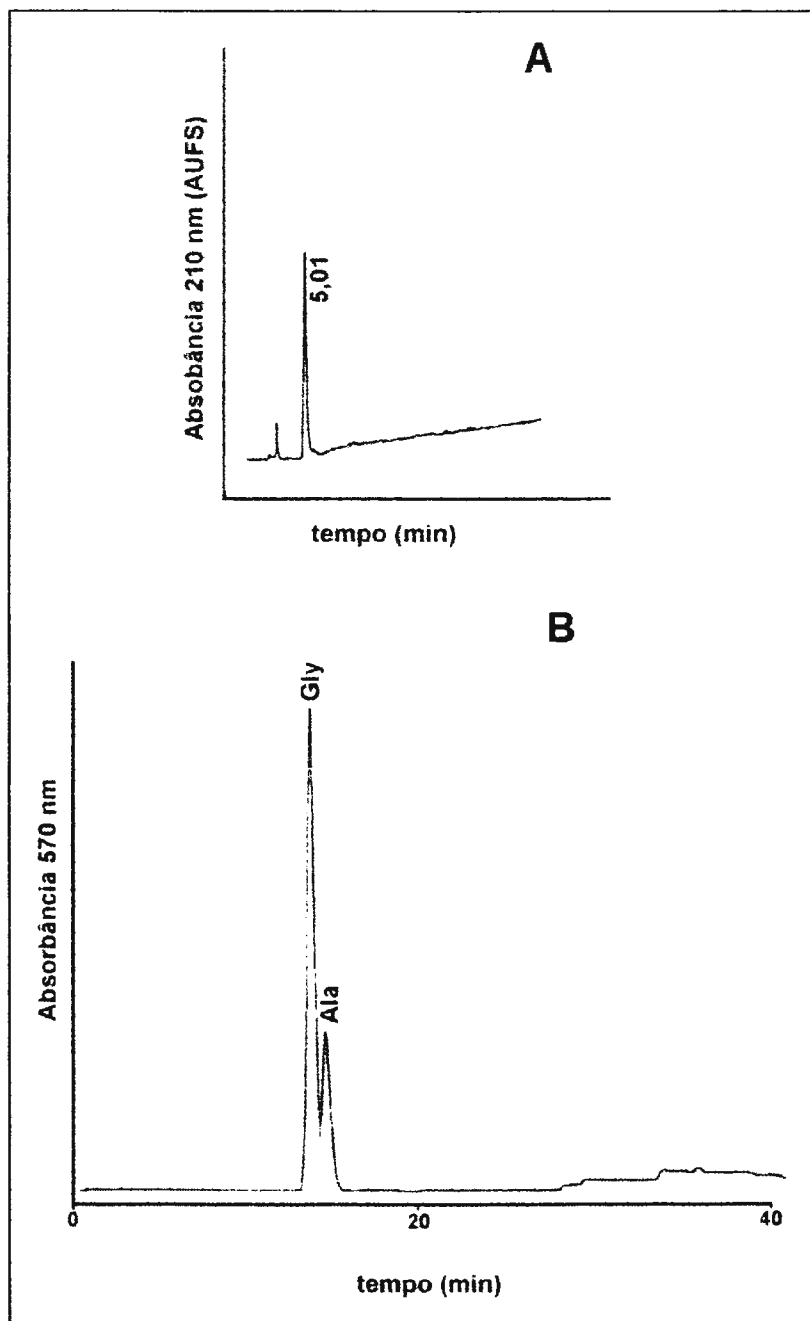 A
Absobância 210 nm (AUFS)
5,01
tempo (min)
B
Absorbância 570 nm
Gly
Ala
0
20
40
tempo (min)